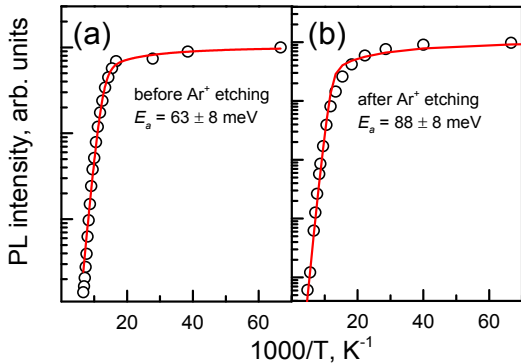 (a)
before Ar⁺ etching
Eₐ = 63 ± 8 meV
(b)
after Ar⁺ etching
Eₐ = 88 ± 8 meV
PL intensity, arb. units
20 40 60
20 40 60
1000/T, K⁻¹